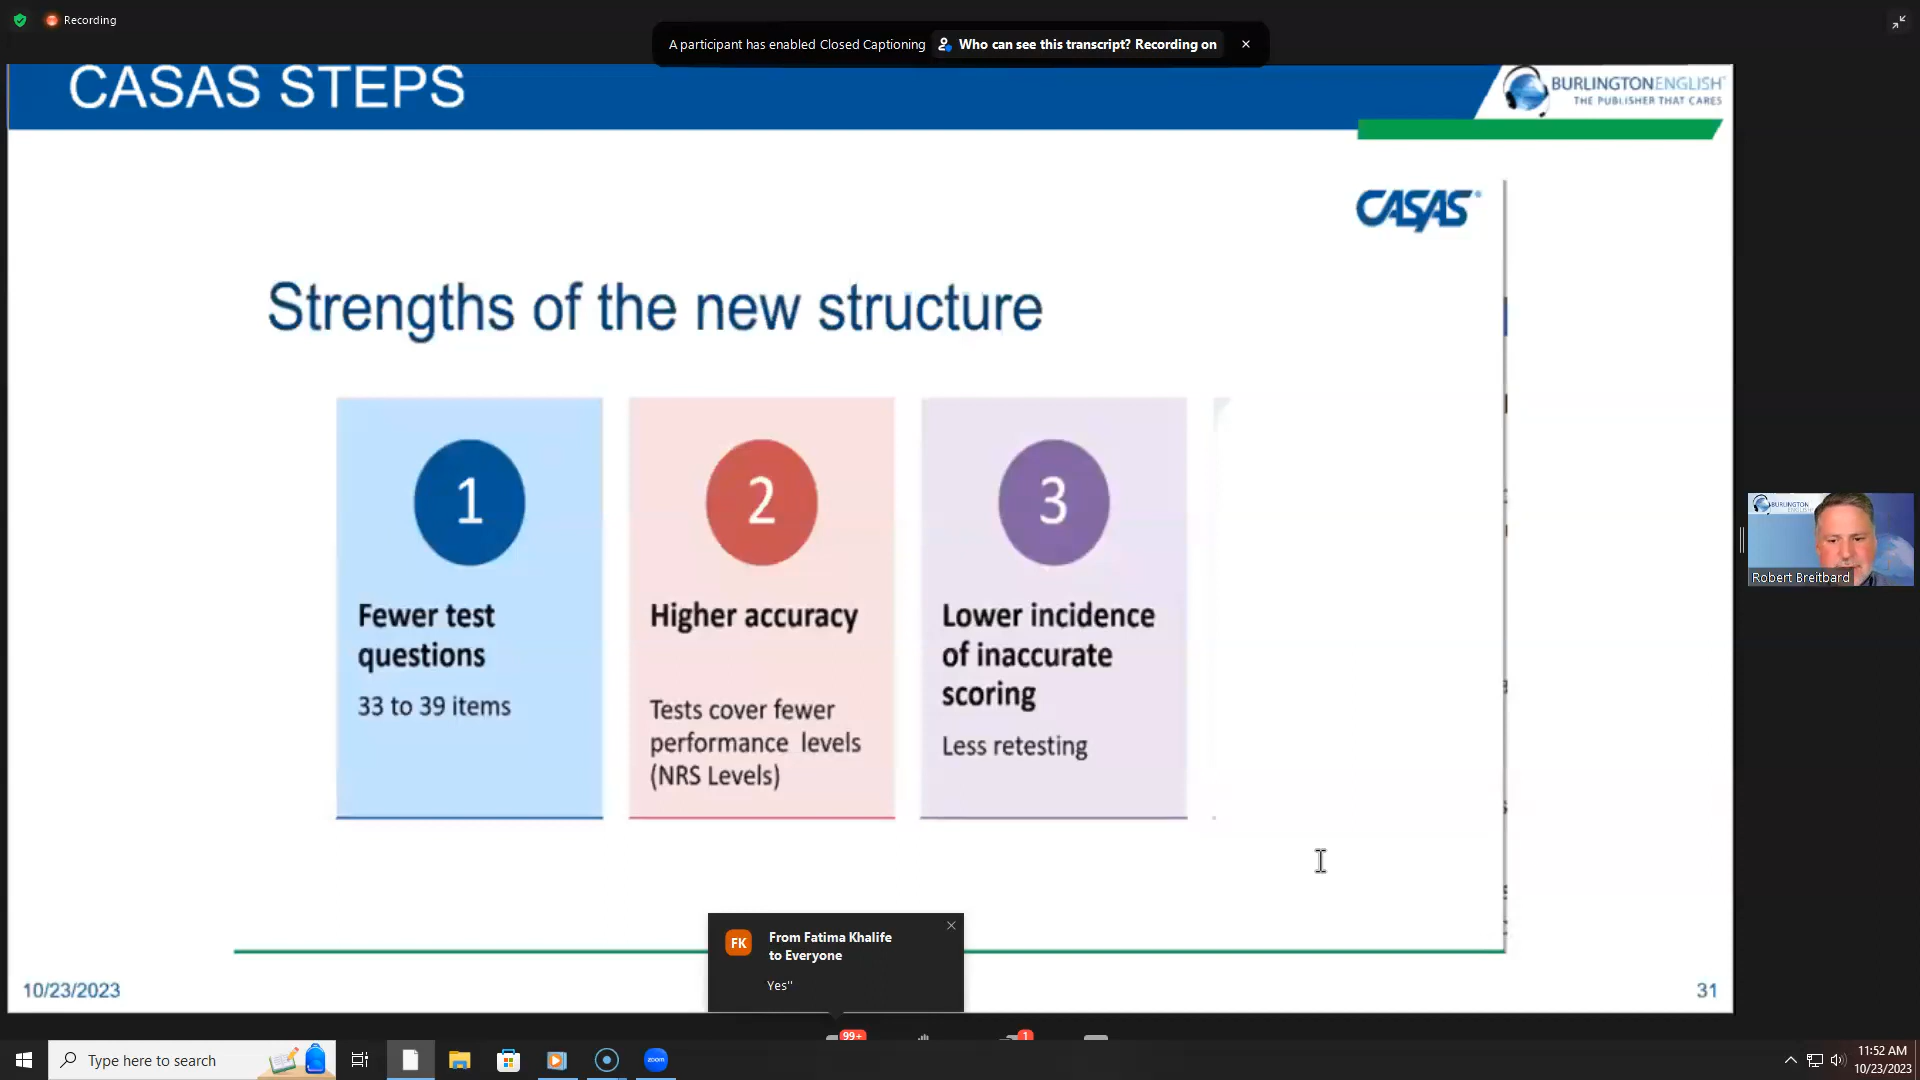 Recording
A participant has enabled Closed Captioning Who can see this transcript? Recording on
CASAS STEPS
BURLINGTONENGLISH
THE PUBLISHER THAT CARES
CASAS
Strengths of the new structure
1
Fewer test
questions
33 to 39 items
2
Higher accuracy
Tests cover fewer
performance levels
(NRS Levels)
3
Lower incidence
of inaccurate
scoring
Less retesting
BURLINGTON
Robert Breitbard
FK
From Fatima Khalife
to Everyone
Yes"
10/23/2023
31
99+
1
Type here to search
zoom
11:52 AM
10/23/2023